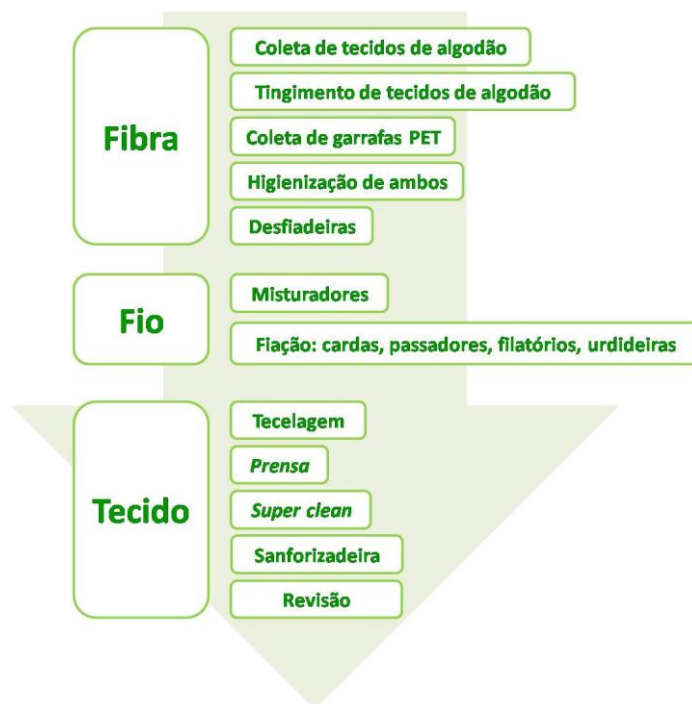 Fibra
Coleta de tecidos de algodão
Tingimento de tecidos de algodão
Coleta de garrafas PET
Higienização de ambos
Desfiadeiras
Fio
Misturadores
Fiação: cardas, passadores, filatórios, urdideiras
Tecido
Tecelagem
Prensa
Super clean
Sanforizadeira
Revisão